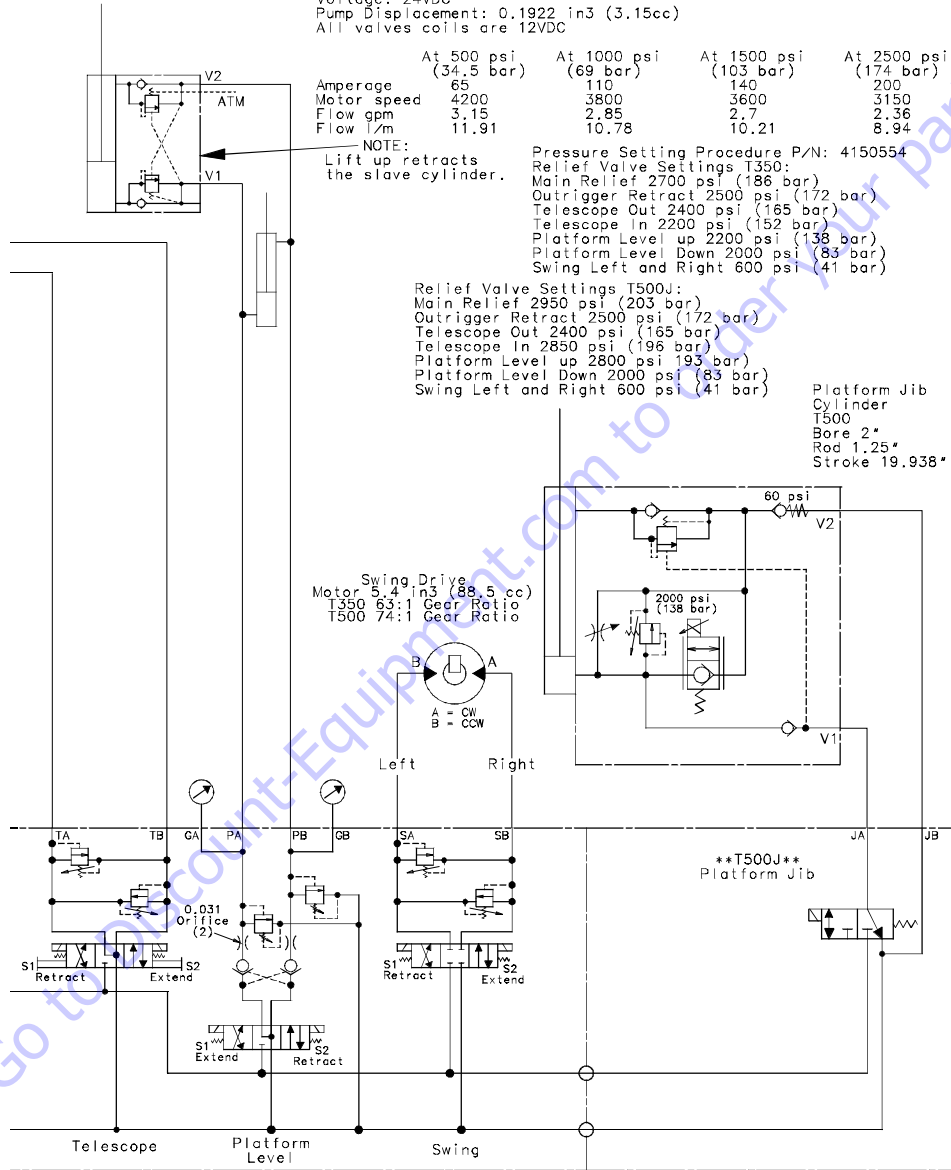 Voltage: 24VDC
Pump Displacement: 0.1922 in3 (3.15cc)
All valves coils are 12VDC
At 500 psi At 1000 psi At 1500 psi At 2500 psi
(34.5 bar) (69 bar) (103 bar) (174 bar)
Amperage 65 110 140 200
Motor speed 4200 3800 3600 3150
Flow gpm 3.15 2.85 2.7 2.36
Flow l/m 11.91 10.78 10.21 8.94
V2
ATM
NOTE:
Lift up retracts
the slave cylinder.
V1
Pressure Setting Procedure P/N: 4150554
Relief Valve Settings T350:
Main Relief 2700 psi (186 bar)
Outrigger Retract 2500 psi (172 bar)
Telescope Out 2400 psi (165 bar)
Telescope In 2200 psi (152 bar)
Platform Level up 2200 psi (138 bar)
Platform Level Down 2000 psi (83 bar)
Swing Left and Right 600 psi (41 bar)
Relief Valve Settings T500J:
Main Relief 2950 psi (203 bar)
Outrigger Retract 2500 psi (172 bar)
Telescope Out 2400 psi (165 bar)
Telescope In 2850 psi (196 bar)
Platform Level up 2800 psi 193 bar)
Platform Level Down 2000 psi (83 bar)
Swing Left and Right 600 psi (41 bar)
Platform Jib
Cylinder
T500
Bore 2"
Rod 1.25"
Stroke 19.938"
60 psi
V2
2000 psi
(138 bar)
V1
Swing Drive
Motor 5.4 in3 (88.5 cc)
T350 63:1 Gear Ratio
T500 74:1 Gear Ratio
B A
A = CW
B = CCW
Left Right
TA TB GA PA PB GB SA SB JA JB
**T500J**
Platform Jib
0.031
Orifice
(2)
S1 Retract S2 Extend
S1 Extend S2 Retract
S1 Retract S2 Extend
Telescope
Platform
Level
Swing
Go to Discount-Equipment.com to order your par